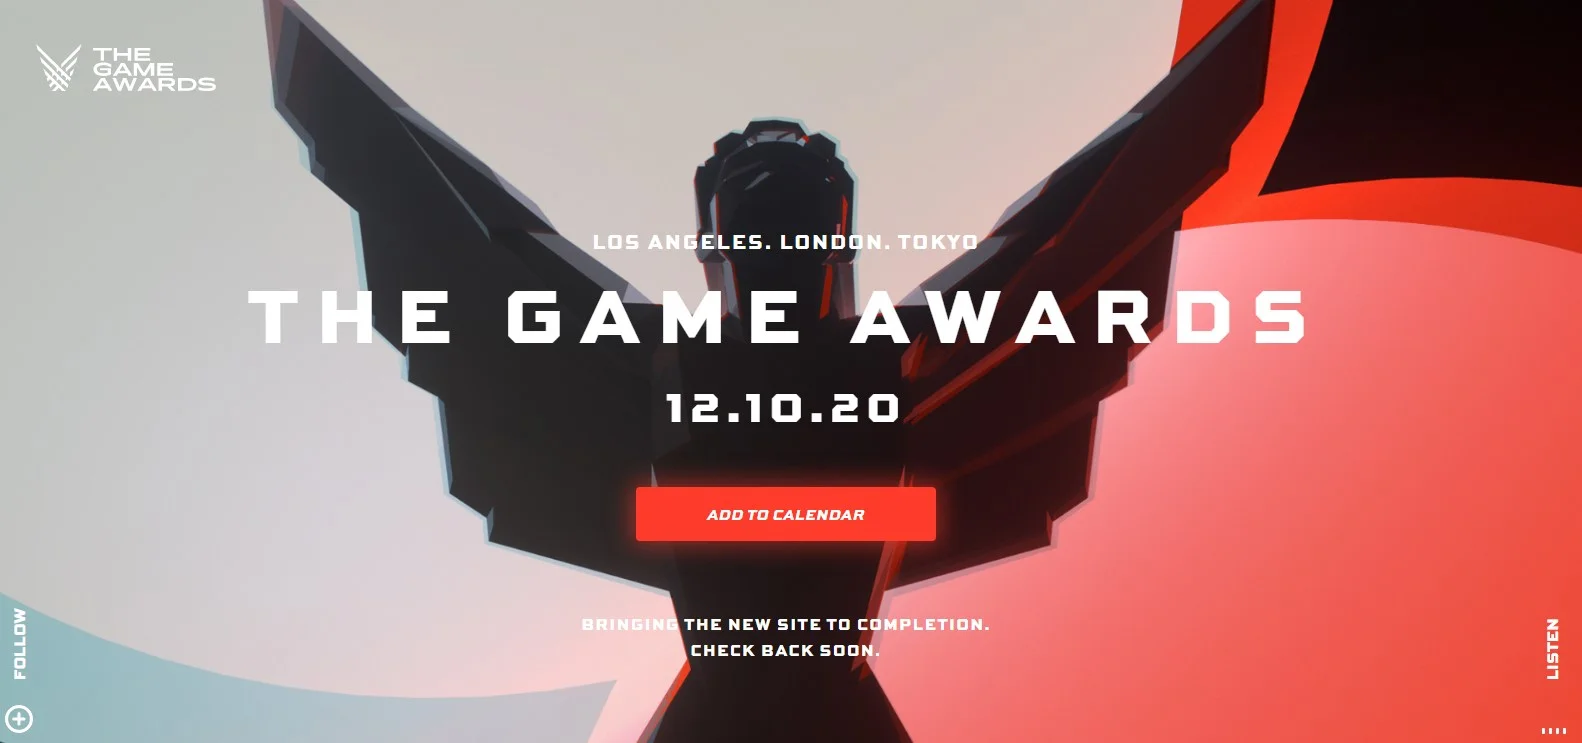 THE
GAME
AWARDS
LOS ANGELES. LONDON. TOKYO
THE GAME AWARDS
12.10.20
ADD TO CALENDAR
BRINGING THE NEW SITE TO COMPLETION.
CHECK BACK SOON.
FOLLOW
LISTEN